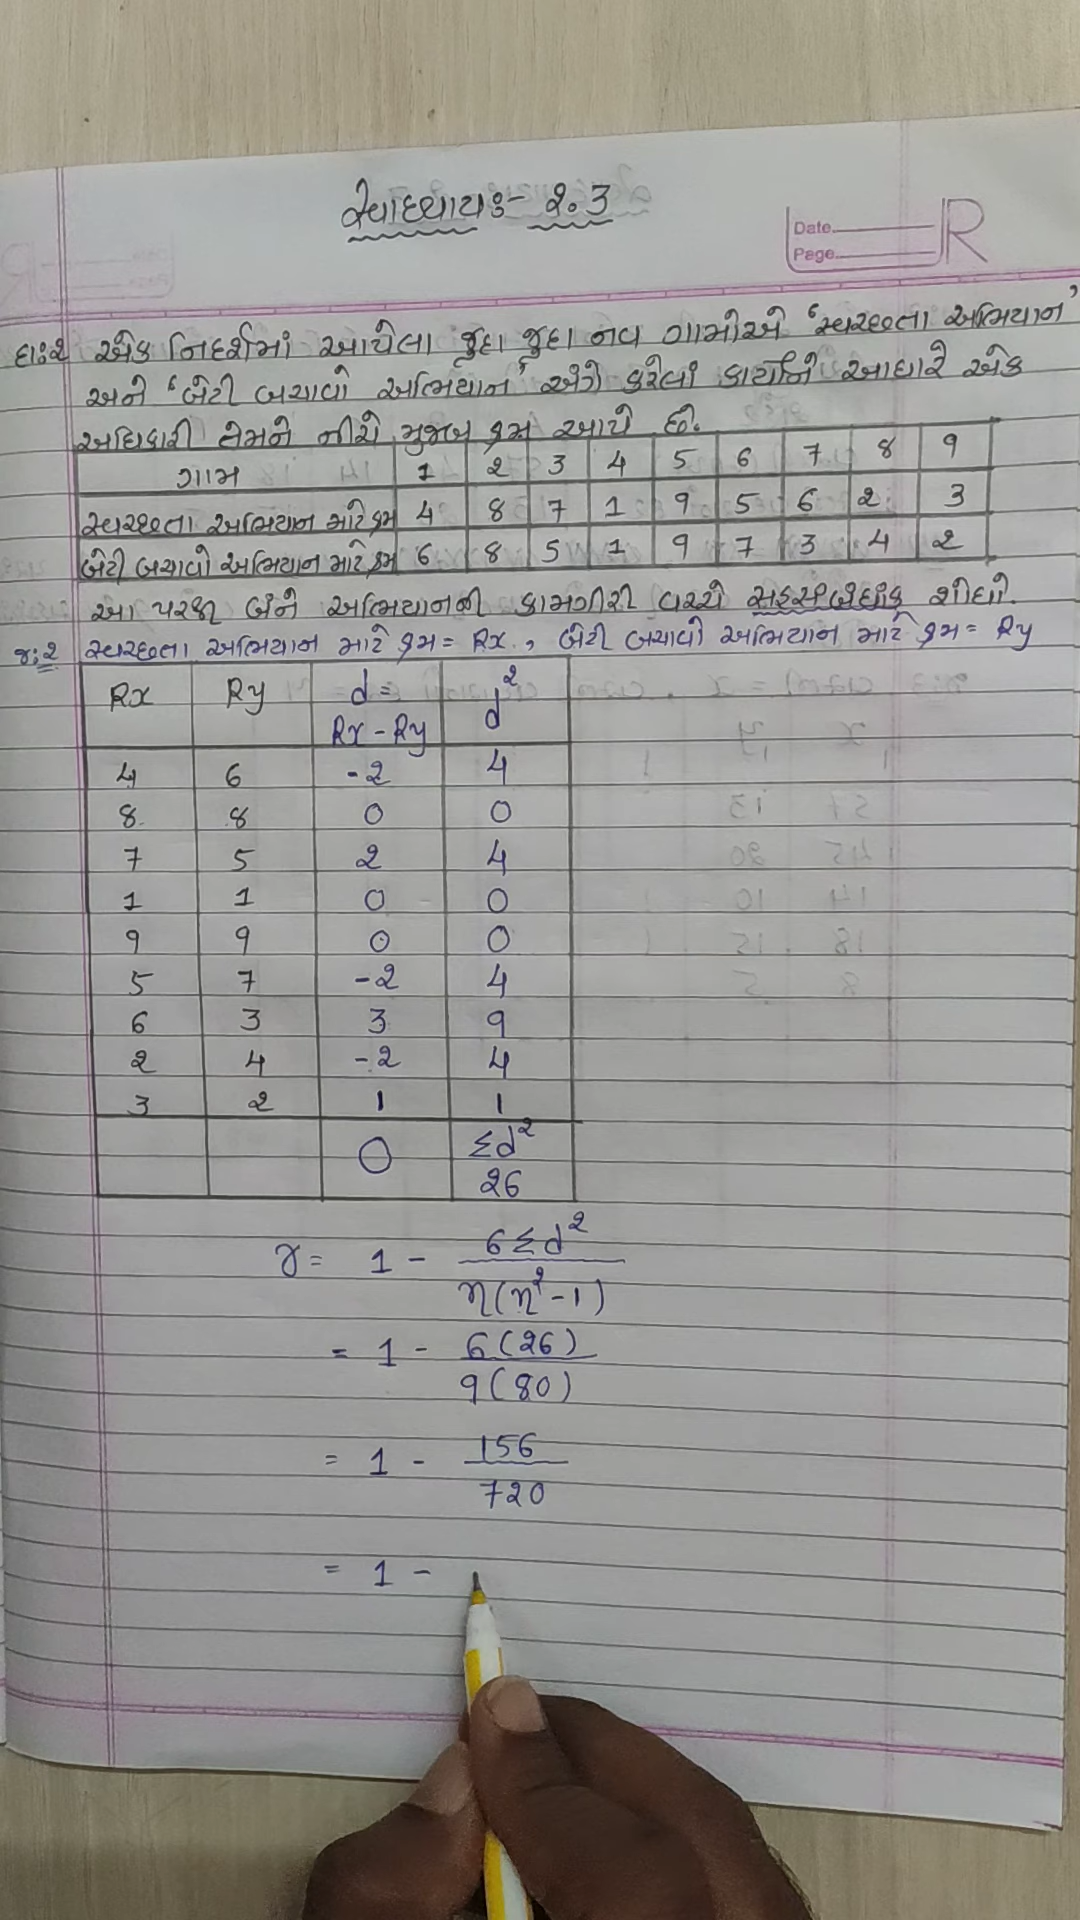 સ્વાધ્યાયઃ- ૨.3
Date
Page
R
દાઃ૨ એક નિદર્શમાં આપેલા જુદા જુદા નવ ગામોએ ‘સ્વચ્છતા અભિયાન’
અને ‘બેટી બચાવો અભિયાન’ અંગે કરેલાં કાર્યોને આધારે એક
અધિકારી તેમને નીચે મુજબ ક્રમ આપે છે.
ગામ 1 2 3 4 5 6 7 8 9
સ્વચ્છતા અભિયાન માટે ક્રમ 4 8 7 1 9 5 6 2 3
બેટી બચાવો અભિયાન માટે ક્રમ 6 8 5 1 9 7 3 4 2
આ પરથી બંને અભિયાનની કામગીરી વચ્ચે સહસંબંધાંક શોધો.
જઃ૨ સ્વચ્છતા અભિયાન માટે ક્રમ = Rx , બેટી બચાવો અભિયાન માટે ક્રમ = Ry
Rx Ry d= Rx - Ry d²
4 6 -2 4
8 8 0 0
7 5 2 4
1 1 0 0
9 9 0 0
5 7 -2 4
6 3 3 9
2 4 -2 4
3 2 1 1
0 Σd² 26
r = 1 - 6Σd² / n(n²-1)
= 1 - 6(26) / 9(80)
= 1 - 156 / 720
= 1 -